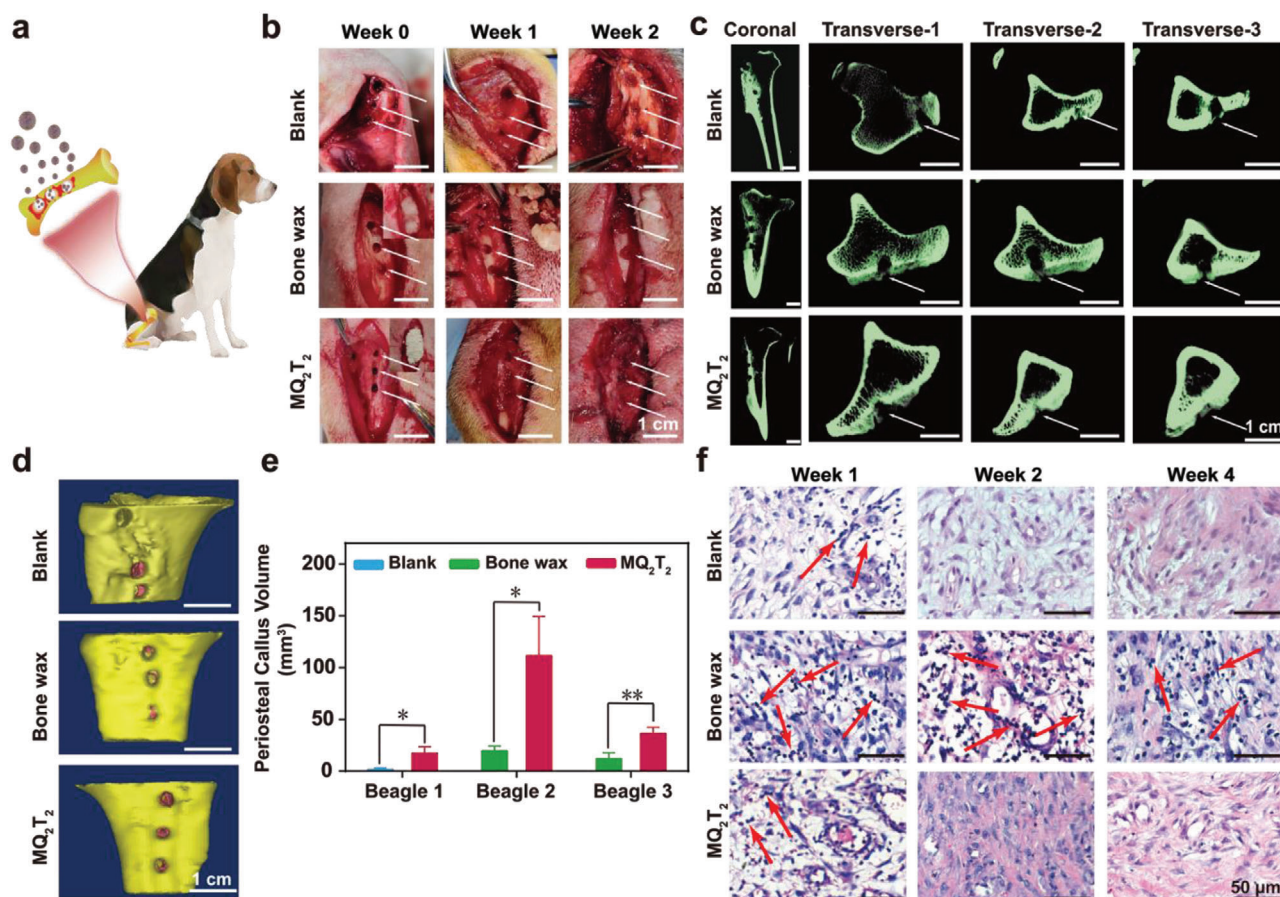 a
b
Week 0 Week 1 Week 2
Blank
Bone wax
MQ₂T₂
1 cm
c
Coronal Transverse-1 Transverse-2 Transverse-3
Blank
Bone wax
MQ₂T₂
1 cm
d
Blank
Bone wax
MQ₂T₂
1 cm
e
Periosteal Callus Volume
(mm³)
200
150
100
50
0
Blank Bone wax MQ₂T₂
*
*
**
Beagle 1 Beagle 2 Beagle 3
f
Week 1 Week 2 Week 4
Blank
Bone wax
MQ₂T₂
50 µm